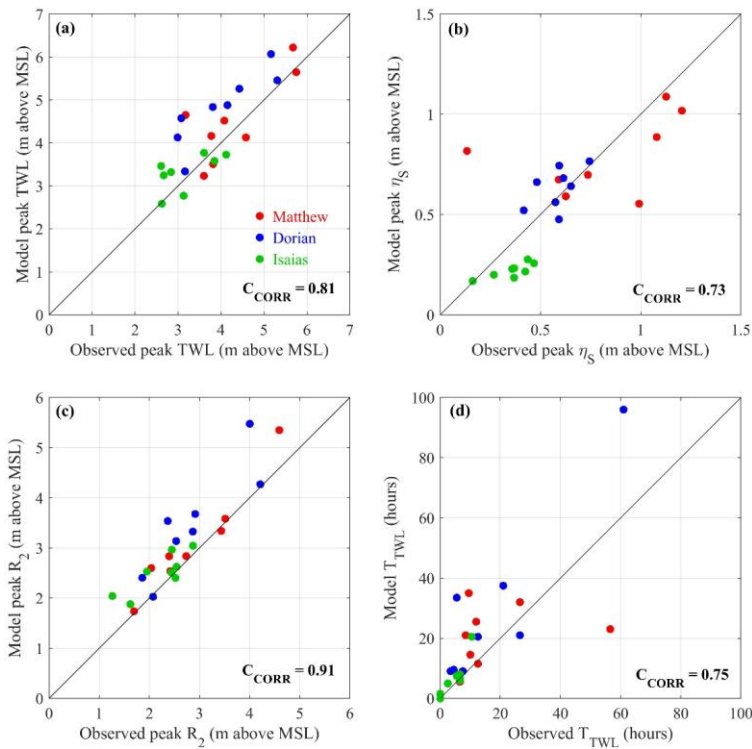 (a)
Model peak TWL (m above MSL)
7
6
5
4
3
2
1
0
Matthew
Dorian
Isaias
C_CORR = 0.81
0 1 2 3 4 5 6 7
Observed peak TWL (m above MSL)
(b)
Model peak η_S (m above MSL)
1.5
1
0.5
0
C_CORR = 0.73
0 0.5 1 1.5
Observed peak η_S (m above MSL)
(c)
Model peak R_2 (m above MSL)
6
5
4
3
2
1
0
C_CORR = 0.91
0 1 2 3 4 5 6
Observed peak R_2 (m above MSL)
(d)
Model T_TWL (hours)
100
80
60
40
20
0
C_CORR = 0.75
0 20 40 60 80 100
Observed T_TWL (hours)